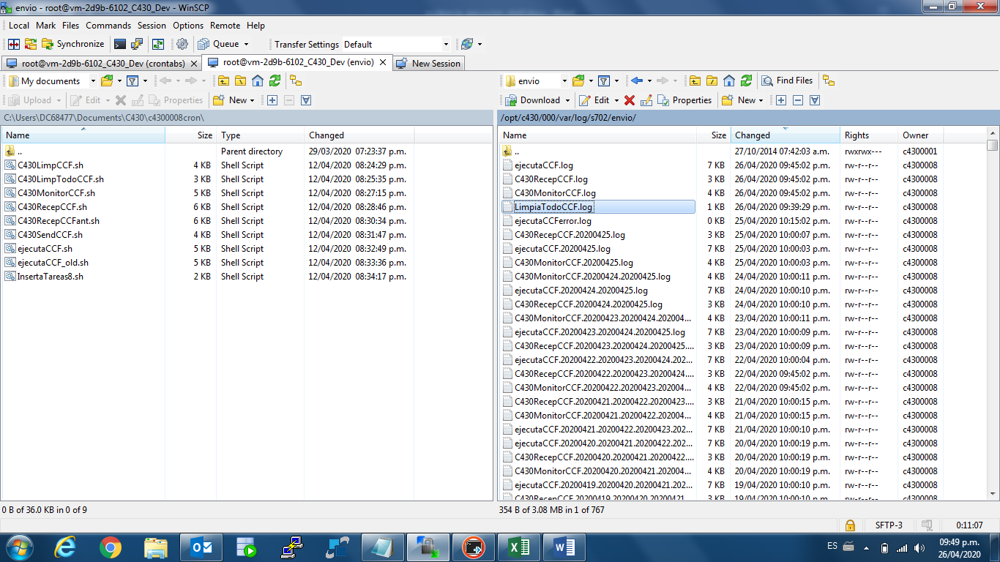 envio - root@vm-2d9b-6102_C430_Dev - WinSCP
Local Mark Files Commands Session Options Remote Help
Synchronize Queue Transfer Settings Default
root@vm-2d9b-6102_C430_Dev (crontabs) root@vm-2d9b-6102_C430_Dev (envio) New Session
My documents
Upload Edit Properties New
C:\Users\DC68477\Documents\C430\c4300008cron\
Name Size Type Changed
.. Parent directory 29/03/2020 07:23:37 p.m.
C430LimpCCF.sh 4 KB Shell Script 12/04/2020 08:24:29 p.m.
C430LimpTodoCCF.sh 3 KB Shell Script 12/04/2020 08:25:35 p.m.
C430MonitorCCF.sh 5 KB Shell Script 12/04/2020 08:27:15 p.m.
C430RecepCCF.sh 6 KB Shell Script 12/04/2020 08:28:46 p.m.
C430RecepCCFant.sh 6 KB Shell Script 12/04/2020 08:30:34 p.m.
C430SendCCF.sh 4 KB Shell Script 12/04/2020 08:31:47 p.m.
ejecutaCCF.sh 5 KB Shell Script 12/04/2020 08:32:49 p.m.
ejecutaCCF_old.sh 5 KB Shell Script 12/04/2020 08:33:36 p.m.
InsertaTareas8.sh 2 KB Shell Script 12/04/2020 08:34:17 p.m.
0 B of 36.0 KB in 0 of 9
envio Find Files
Download Edit Properties New
/opt/c430/000/var/log/s702/envio/
Name Size Changed Rights Owner
.. 27/10/2014 07:42:03 a.m. rwxrwx--- c4300001
ejecutaCCF.log 7 KB 26/04/2020 09:45:02 p.m. rw-r--r-- c4300008
C430RecepCCF.log 3 KB 26/04/2020 09:45:02 p.m. rw-r--r-- c4300008
C430MonitorCCF.log 4 KB 26/04/2020 09:45:02 p.m. rw-r--r-- c4300008
LimpiaTodoCCF.log 1 KB 26/04/2020 09:39:29 p.m. rw-r--r-- c4300008
ejecutaCCFerror.log 0 KB 25/04/2020 10:15:02 p.m. rw-r--r-- c4300008
C430RecepCCF.20200425.log 3 KB 25/04/2020 10:00:07 p.m. rw-r--r-- c4300008
ejecutaCCF.20200425.log 7 KB 25/04/2020 10:00:03 p.m. rw-r--r-- c4300008
C430MonitorCCF.20200425.log 4 KB 25/04/2020 10:00:03 p.m. rw-r--r-- c4300008
C430MonitorCCF.20200424.20200425.log 4 KB 24/04/2020 10:00:11 p.m. rw-r--r-- c4300008
ejecutaCCF.20200424.20200425.log 7 KB 24/04/2020 10:00:10 p.m. rw-r--r-- c4300008
C430RecepCCF.20200424.20200425.log 3 KB 24/04/2020 10:00:10 p.m. rw-r--r-- c4300008
C430MonitorCCF.20200423.20200424.202004... 4 KB 23/04/2020 10:00:11 p.m. rw-r--r-- c4300008
ejecutaCCF.20200423.20200424.20200425.log 7 KB 23/04/2020 10:00:09 p.m. rw-r--r-- c4300008
C430RecepCCF.20200423.20200424.20200425.... 3 KB 23/04/2020 10:00:09 p.m. rw-r--r-- c4300008
ejecutaCCF.20200422.20200423.20200424.202... 7 KB 22/04/2020 10:00:04 p.m. rw-r--r-- c4300008
C430RecepCCF.20200422.20200423.20200424.... 3 KB 22/04/2020 09:45:02 p.m. rw-r--r-- c4300008
C430MonitorCCF.20200422.20200423.202004... 4 KB 22/04/2020 09:45:02 p.m. rw-r--r-- c4300008
C430RecepCCF.20200421.20200422.20200423.... 3 KB 21/04/2020 10:00:15 p.m. rw-r--r-- c4300008
C430MonitorCCF.20200421.20200422.202004... 4 KB 21/04/2020 10:00:15 p.m. rw-r--r-- c4300008
ejecutaCCF.20200421.20200422.20200423.202... 7 KB 21/04/2020 10:00:10 p.m. rw-r--r-- c4300008
ejecutaCCF.20200420.20200421.20200422.202... 7 KB 20/04/2020 10:00:19 p.m. rw-r--r-- c4300008
C430RecepCCF.20200420.20200421.20200422.... 3 KB 20/04/2020 10:00:19 p.m. rw-r--r-- c4300008
C430MonitorCCF.20200420.20200421.202004... 4 KB 20/04/2020 10:00:19 p.m. rw-r--r-- c4300008
ejecutaCCF.20200419.20200420.20200421.202... 7 KB 19/04/2020 10:00:10 p.m. rw-r--r-- c4300008
C430RecepCCF.20200419.20200420.20200421.... 3 KB 19/04/2020 10:00:10 p.m. rw-r--r-- c4300008
354 B of 3.08 MB in 1 of 767
SFTP-3 0:11:07
ES 09:49 p.m.
26/04/2020